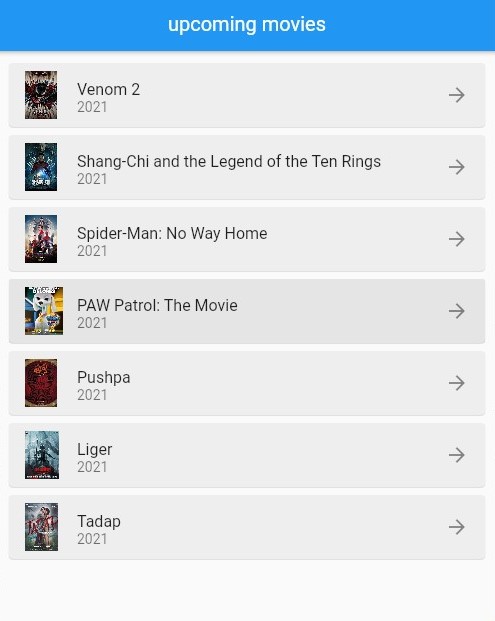 upcoming movies
Venom 2
2021
Shang-Chi and the Legend of the Ten Rings
2021
Spider-Man: No Way Home
2021
PAW Patrol: The Movie
2021
Pushpa
2021
Liger
2021
Tadap
2021